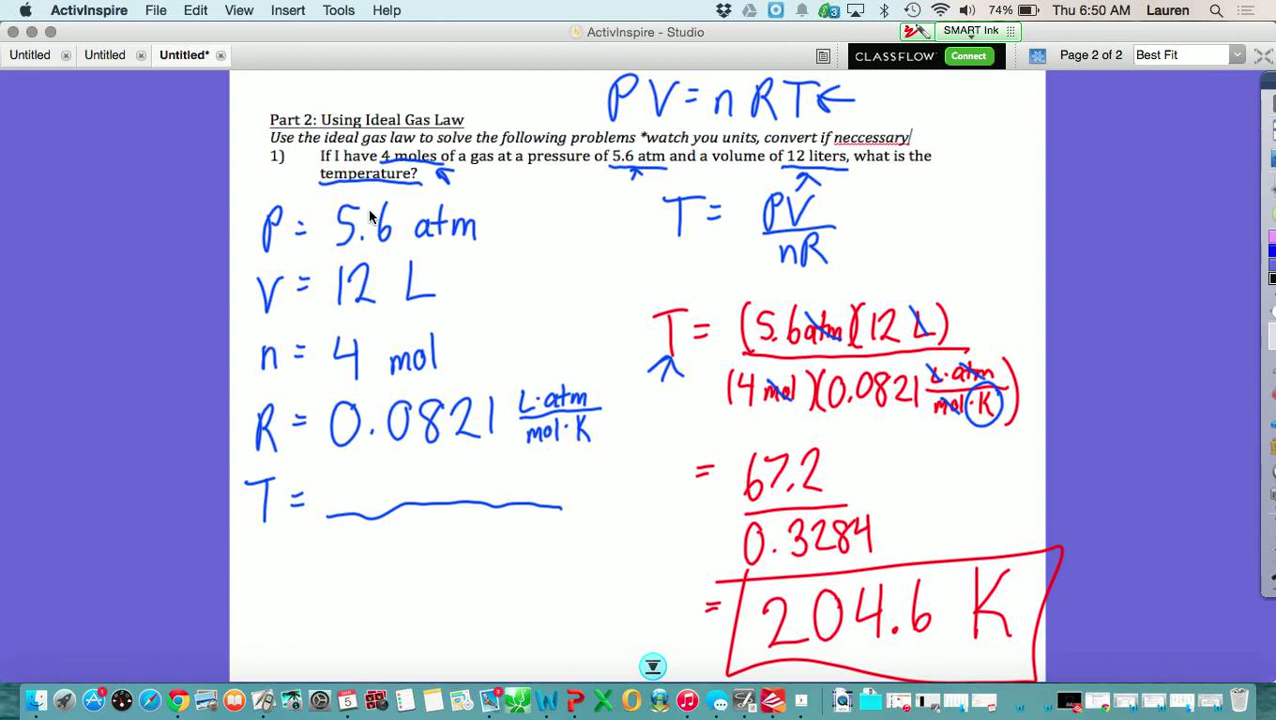 ActivInspire File Edit View Insert Tools Help 3 74% Thu 6:50 AM Lauren
ActivInspire - Studio SMART Ink
Untitled Untitled Untitled* CLASSFLOW Connect Page 2 of 2 Best Fit
PV = nRT ←
Part 2: Using Ideal Gas Law
Use the ideal gas law to solve the following problems *watch you units, convert if neccessary
1) If I have 4 moles of a gas at a pressure of 5.6 atm and a volume of 12 liters, what is the
temperature?
P = 5.6 atm
V = 12 L
n = 4 mol
R = 0.0821 L·atm
mol·K
T =
T = PV
nR
T = (5.6atm)(12 L)
(4 mol)(0.0821 L·atm
mol·K)
= 67.2
0.3284
= 204.6 K